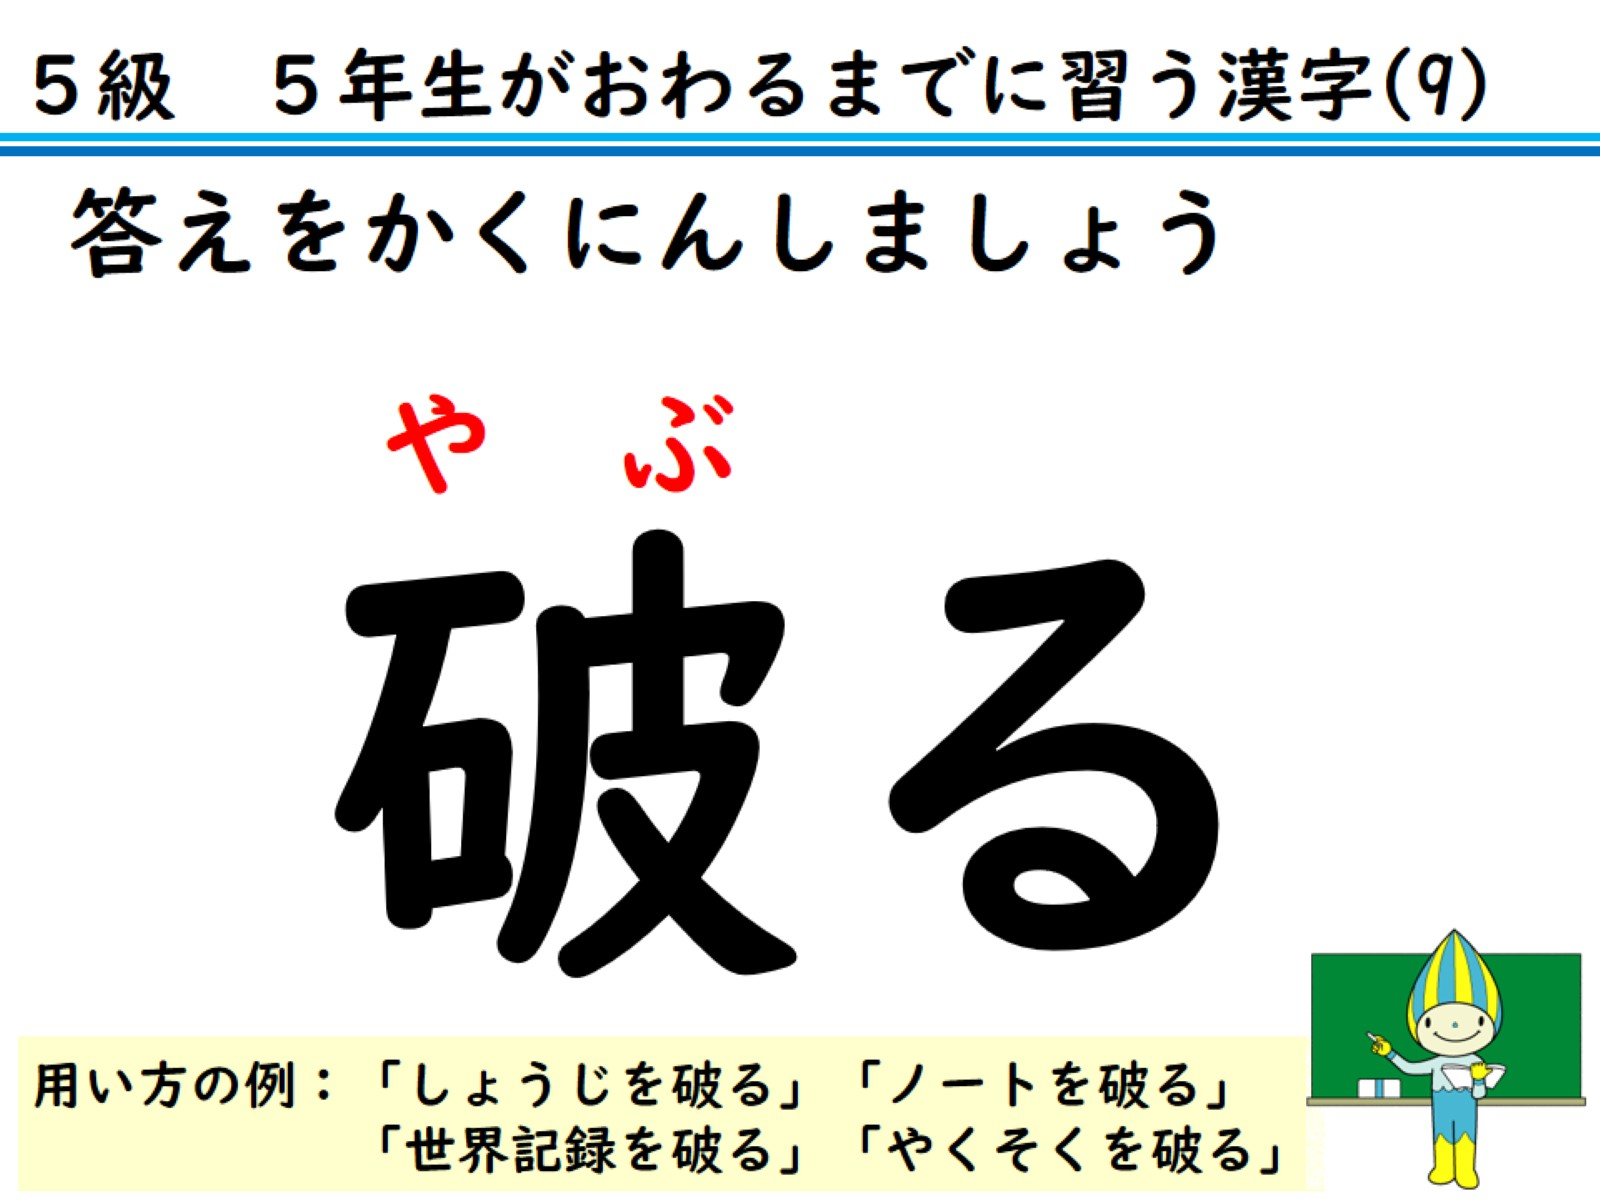 ５級　５年生がおわるまでに習う漢字(9)
答えをかくにんしましょう
や　ぶ
破る
用い方の例：「しょうじを破る」「ノートを破る」
「世界記録を破る」「やくそくを破る」